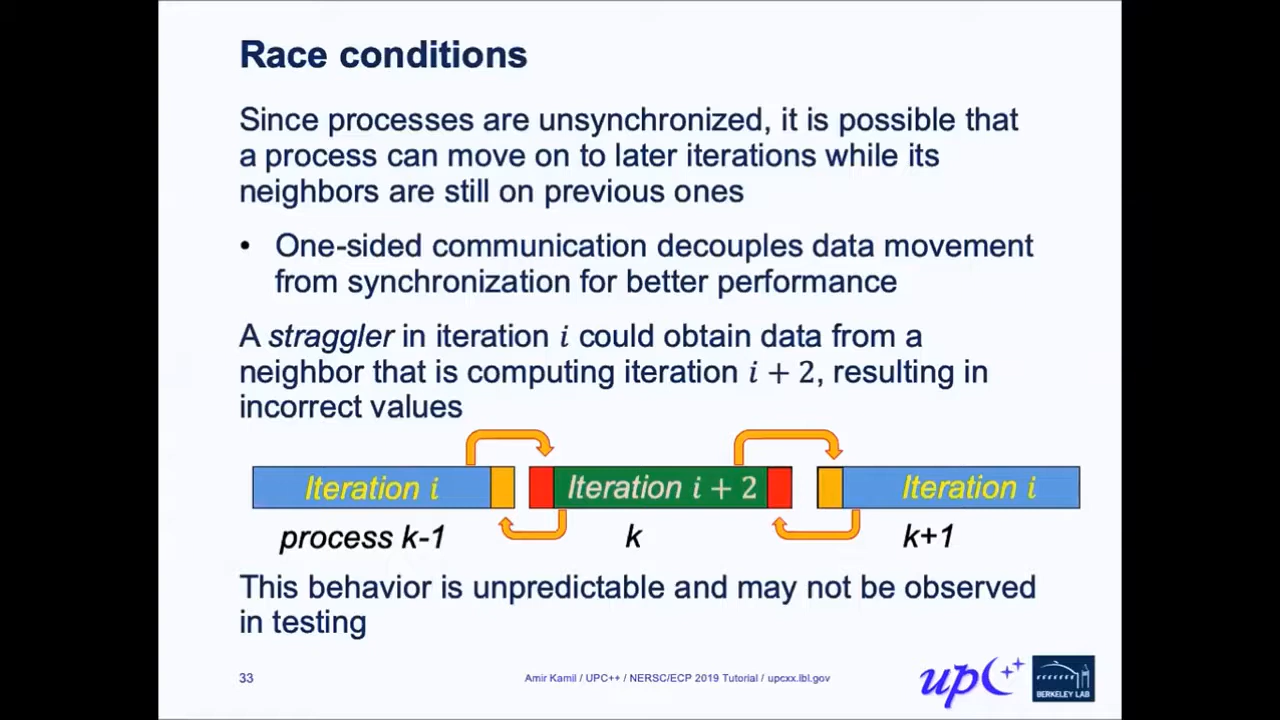 Race conditions
Since processes are unsynchronized, it is possible that
a process can move on to later iterations while its
neighbors are still on previous ones
• One-sided communication decouples data movement
from synchronization for better performance
A straggler in iteration i could obtain data from a
neighbor that is computing iteration i + 2, resulting in
incorrect values
Iteration i
Iteration i + 2
Iteration i
process k-1
k
k+1
This behavior is unpredictable and may not be observed
in testing
33
Amir Kamil / UPC++ / NERSC/ECP 2019 Tutorial / upcxx.lbl.gov
upC++
BERKELEY LAB